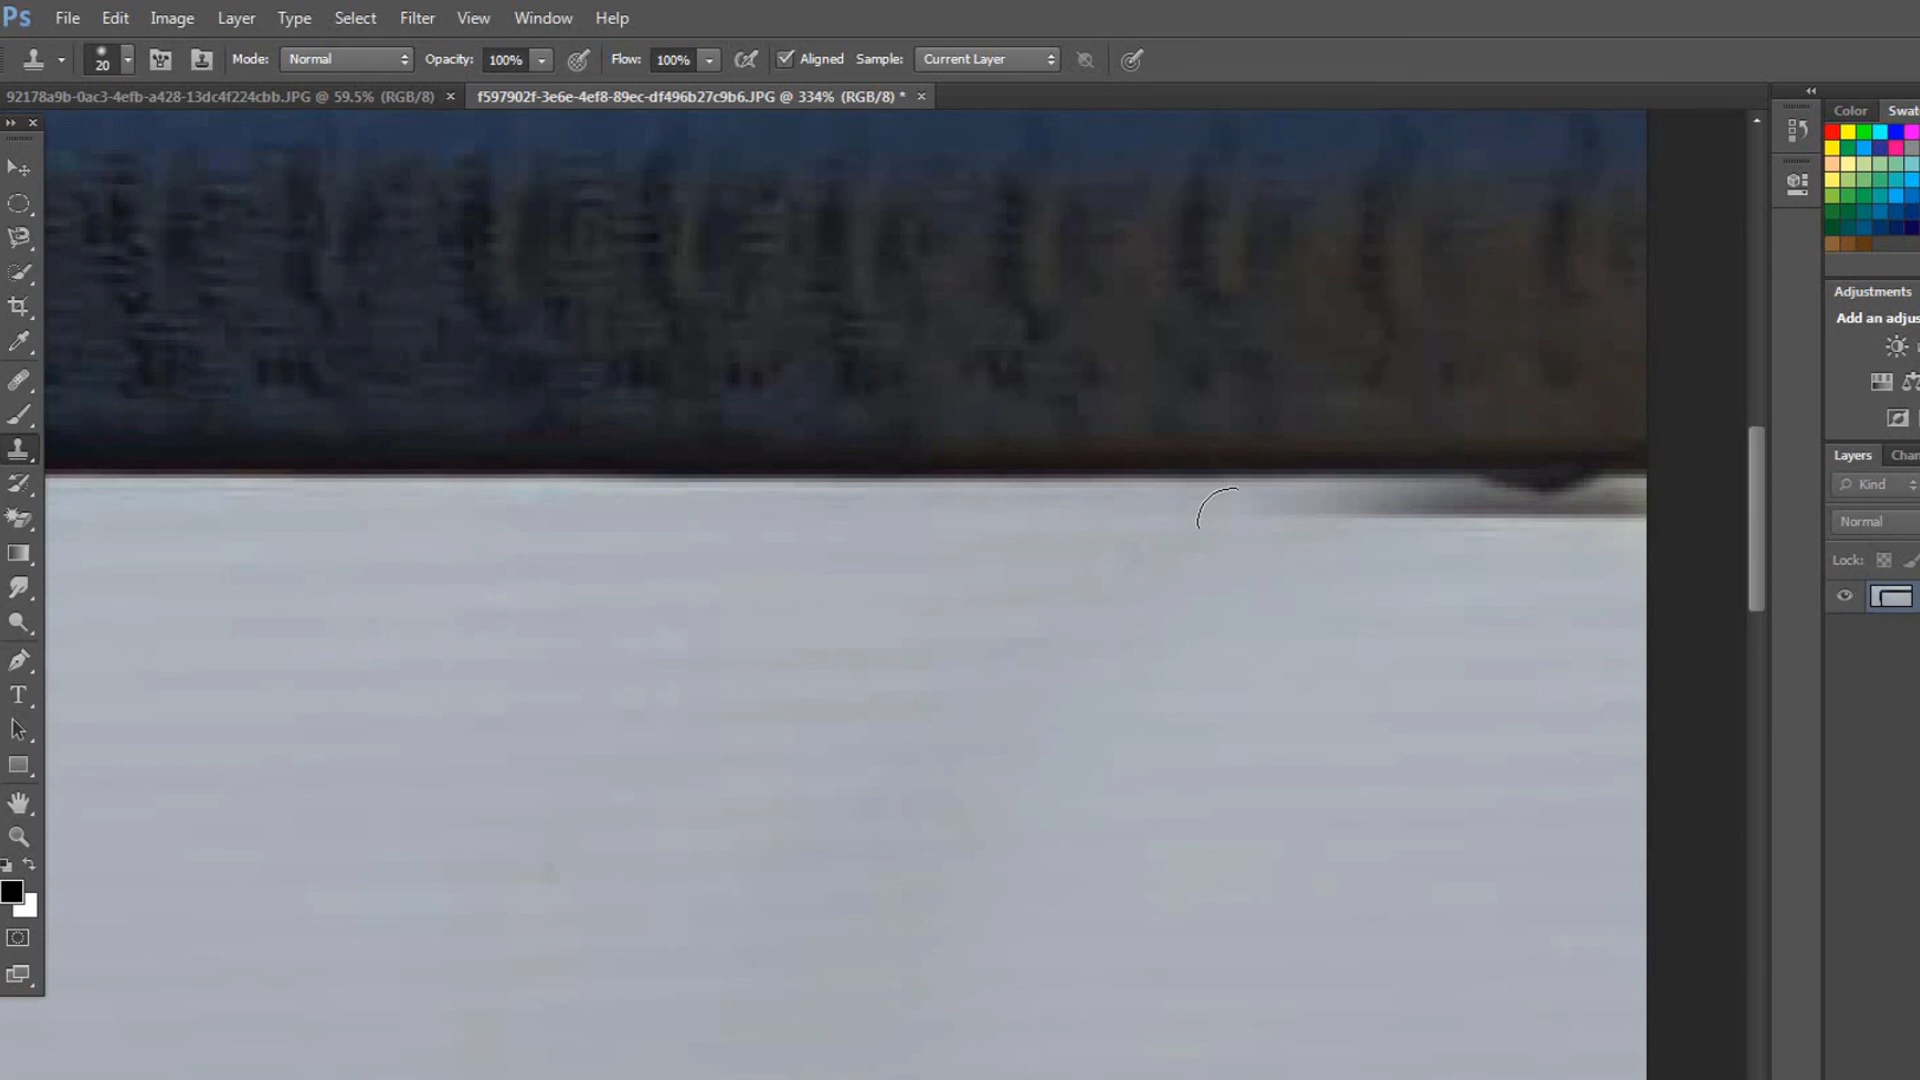 Ps File Edit Image Layer Type Select Filter View Window Help
20 Mode: Normal Opacity: 100% Flow: 100% Aligned Sample: Current Layer
92178a9b-0ac3-4efb-a428-13dc4f224cbb.JPG @ 59.5% (RGB/8) × f597902f-3e6e-4ef8-89ec-df496b27c9b6.JPG @ 334% (RGB/8) * ×
Color Swat
Adjustments
Add an adjus
Layers Chan
Kind
Normal
Lock:
T